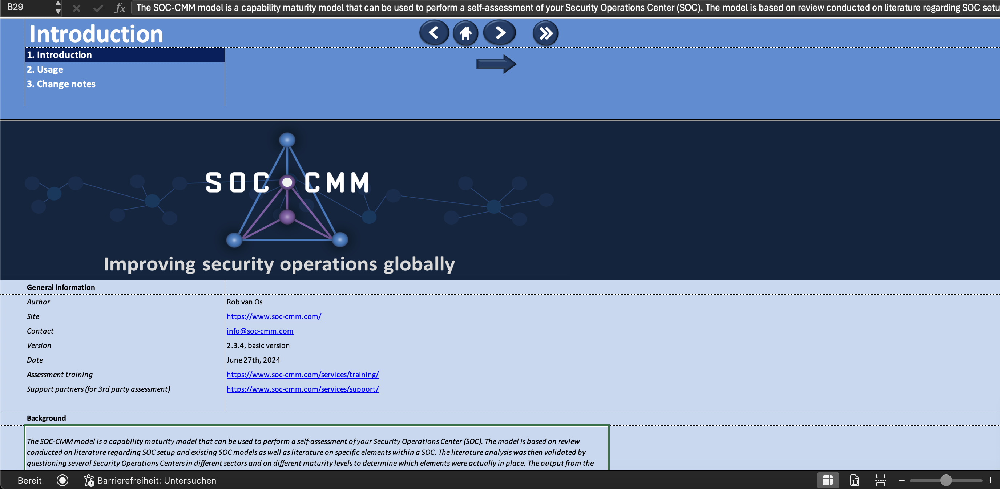 B29
fx The SOC-CMM model is a capability maturity model that can be used to perform a self-assessment of your Security Operations Center (SOC). The model is based on review conducted on literature regarding SOC
Introduction
1. Introduction
2. Usage
3. Change notes
SOC CMM
Improving security operations globally
General information
Author Rob van Os
Site https://www.soc-cmm.com/
Contact info@soc-cmm.com
Version 2.3.4, basic version
Date June 27th, 2024
Assessment training https://www.soc-cmm.com/services/training/
Support partners (for 3rd party assessment) https://www.soc-cmm.com/services/support/
Background
The SOC-CMM model is a capability maturity model that can be used to perform a self-assessment of your Security Operations Center (SOC). The model is based on review
conducted on literature regarding SOC setup and existing SOC models as well as literature on specific elements within a SOC. The literature analysis was then validated by
questioning several Security Operations Centers in different sectors and on different maturity levels to determine which elements were actually in place. The output from the
Bereit Barrierefreiheit: Untersuchen